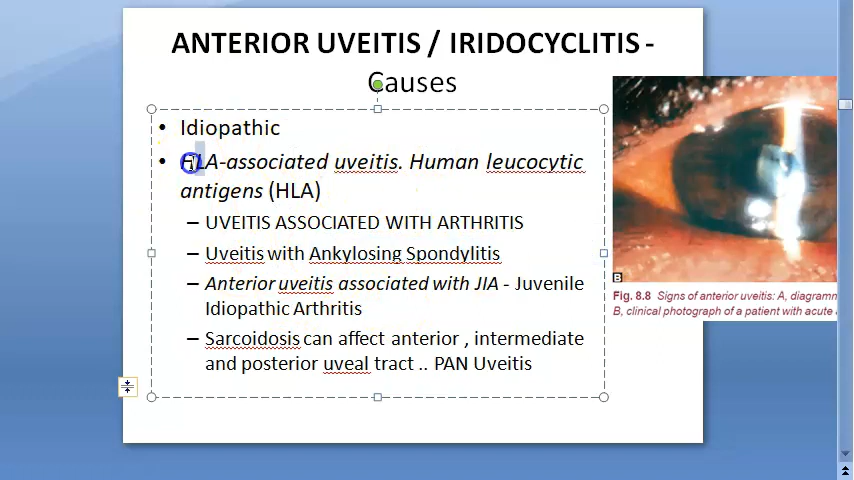 ANTERIOR UVEITIS / IRIDOCYCLITIS -
Causes
• Idiopathic
• HLA-associated uveitis. Human leucocytic
antigens (HLA)
– UVEITIS ASSOCIATED WITH ARTHRITIS
– Uveitis with Ankylosing Spondylitis
– Anterior uveitis associated with JIA - Juvenile
Idiopathic Arthritis
– Sarcoidosis can affect anterior , intermediate
and posterior uveal tract .. PAN Uveitis
B
Fig. 8.8 Signs of anterior uveitis: A, diagramm
B, clinical photograph of a patient with acute